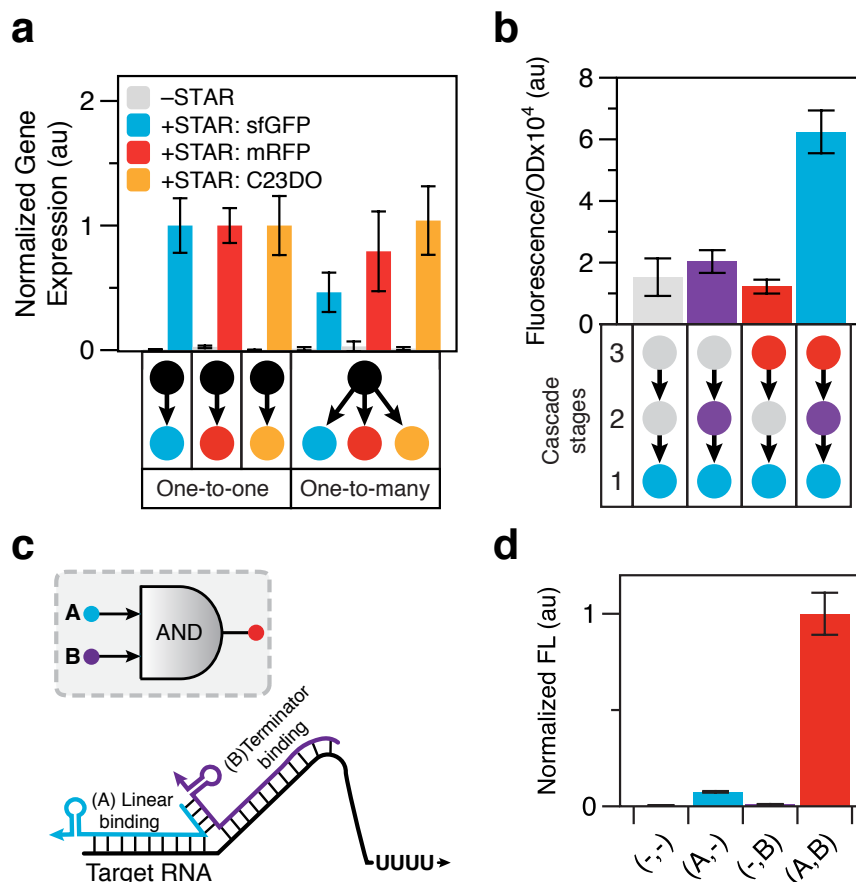 a
Normalized Gene
Expression (au)
2
1
0
–STAR
+STAR: sfGFP
+STAR: mRFP
+STAR: C23DO
One-to-one
One-to-many
b
Fluorescence/ODx10⁴ (au)
8
6
4
2
0
Cascade
stages
3
2
1
c
A
B
AND
(A) Linear
binding
(B) Terminator
binding
Target RNA
UUUU
d
Normalized FL (au)
1
0
(-,-)
(A,-)
(-,B)
(A,B)